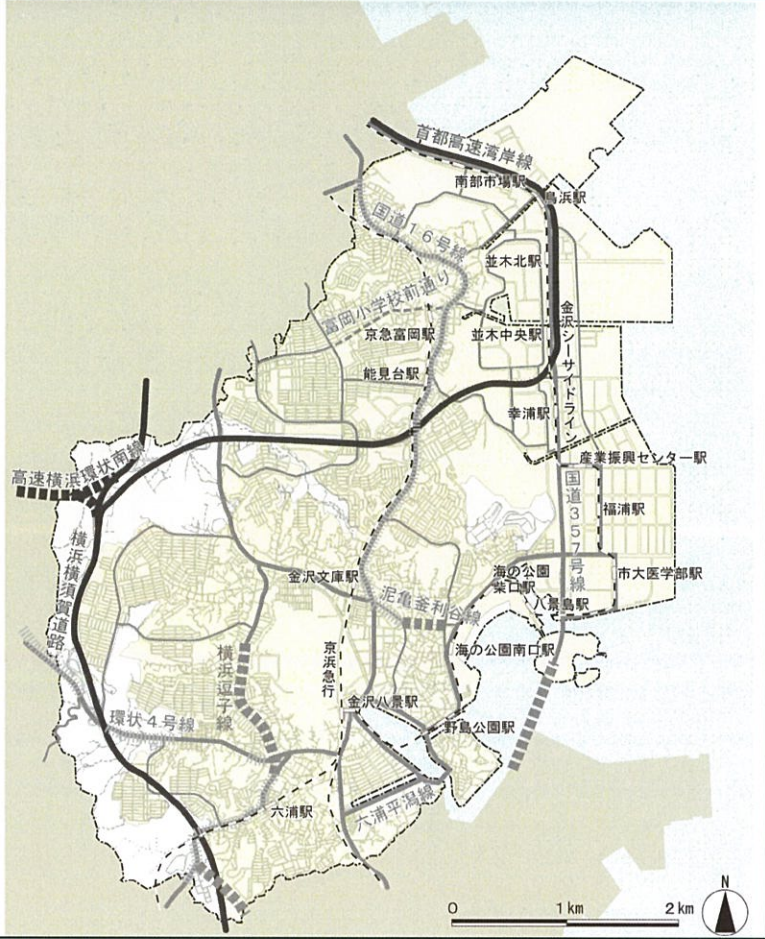 首都高速湾岸線
南部市場駅
鳥浜駅
国道16号線
並木北駅
富岡小学校前通り
金沢シーサイドライン
京急富岡駅
並木中央駅
能見台駅
幸浦駅
産業振興センター駅
高速横浜環状南線
国道357号線
福浦駅
横浜横須賀道路
金沢文庫駅
海の公園
柴口駅
市大医学部駅
八景島駅
泥亀釜利谷線
京浜急行
横浜逗子線
海の公園南口駅
金沢八景駅
環状4号線
野島公園駅
六浦駅
六浦平潟線
N
0 1km 2km